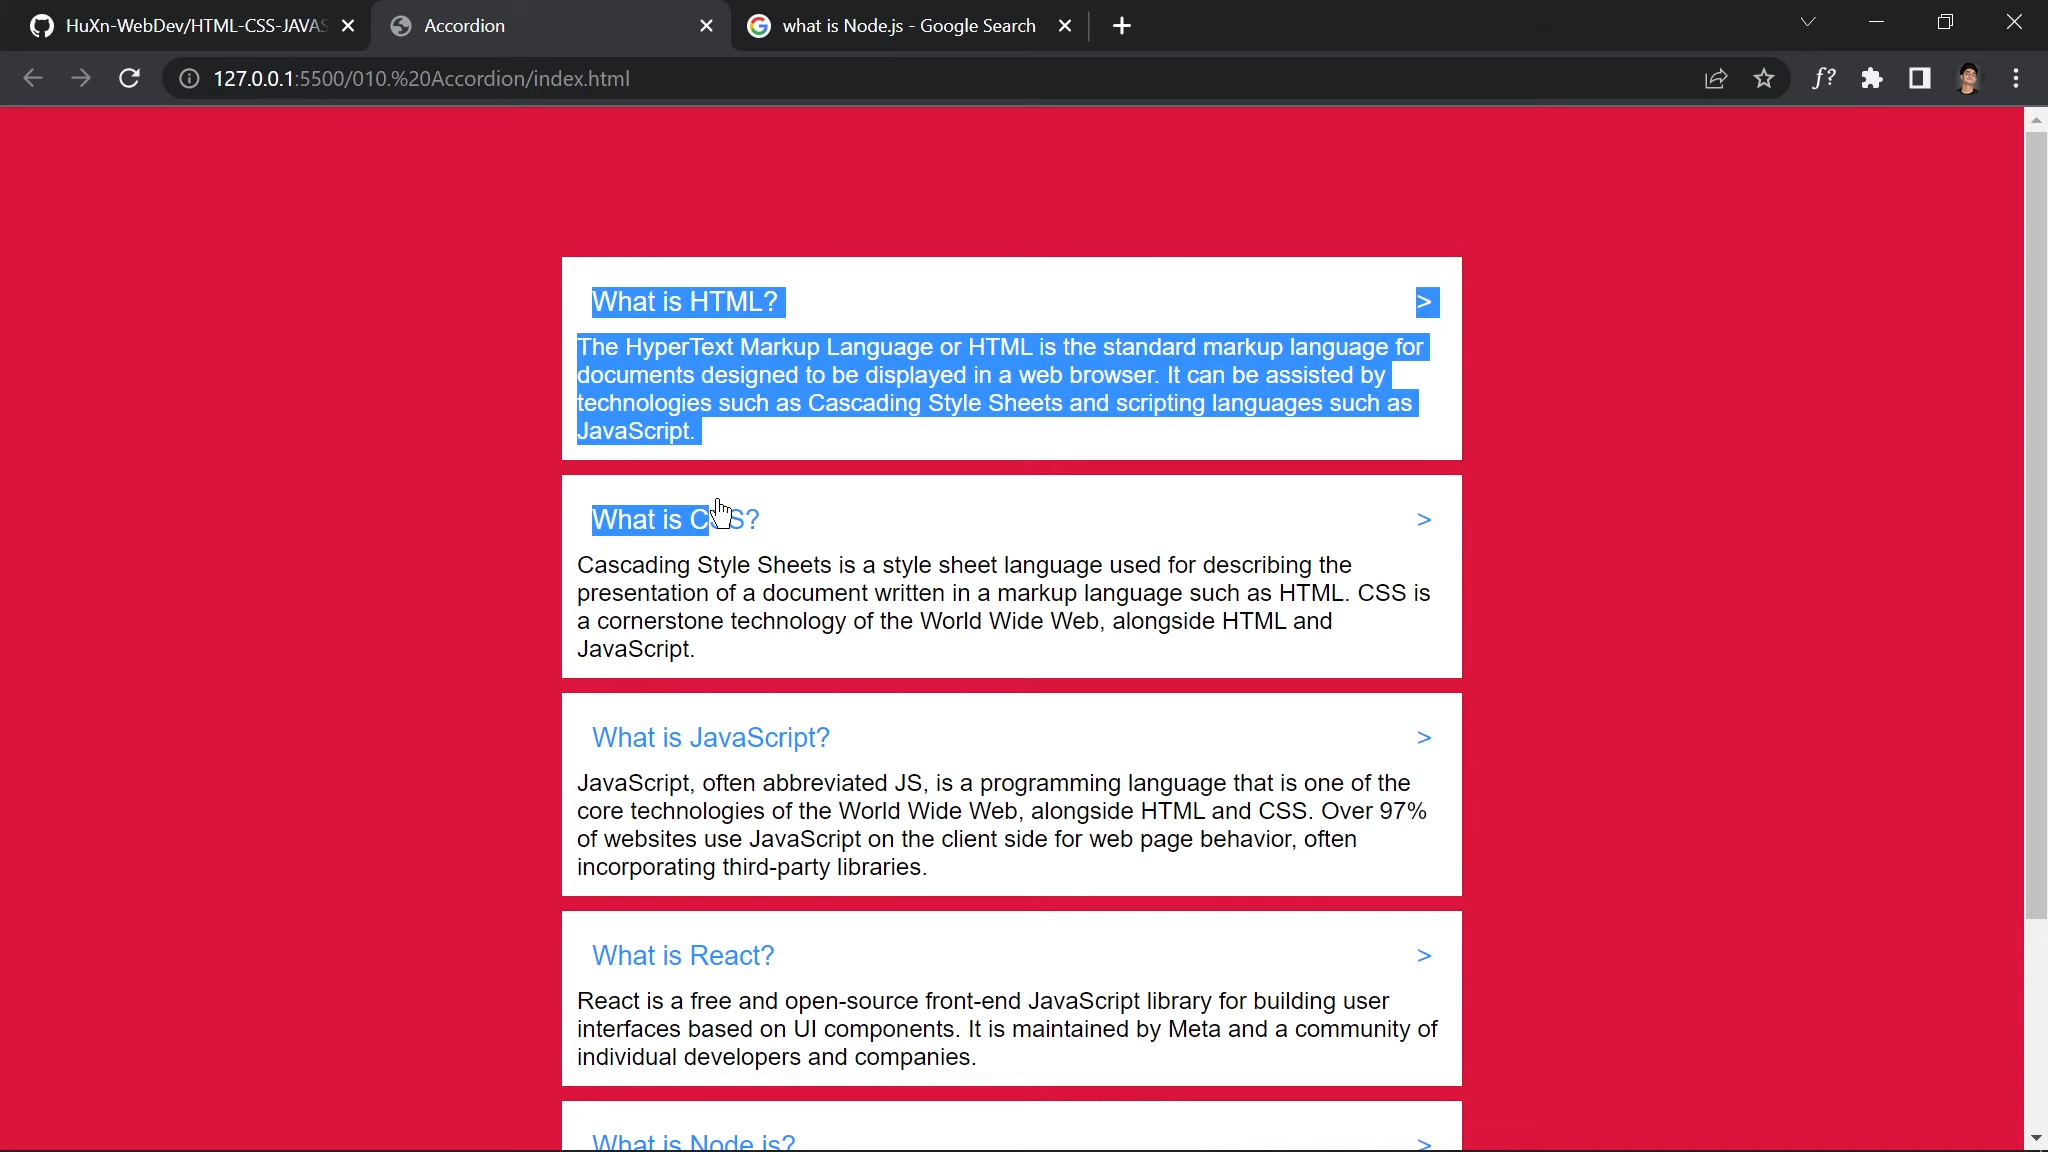 HuXn-WebDev/HTML-CSS-JAVAS
Accordion
what is Node.js - Google Search
127.0.0.1:5500/010.%20Accordion/index.html
f?
What is HTML? >
The HyperText Markup Language or HTML is the standard markup language for
documents designed to be displayed in a web browser. It can be assisted by
technologies such as Cascading Style Sheets and scripting languages such as
JavaScript.
What is CSS? >
Cascading Style Sheets is a style sheet language used for describing the
presentation of a document written in a markup language such as HTML. CSS is
a cornerstone technology of the World Wide Web, alongside HTML and
JavaScript.
What is JavaScript? >
JavaScript, often abbreviated JS, is a programming language that is one of the
core technologies of the World Wide Web, alongside HTML and CSS. Over 97%
of websites use JavaScript on the client side for web page behavior, often
incorporating third-party libraries.
What is React? >
React is a free and open-source front-end JavaScript library for building user
interfaces based on UI components. It is maintained by Meta and a community of
individual developers and companies.
What is Node.js? >